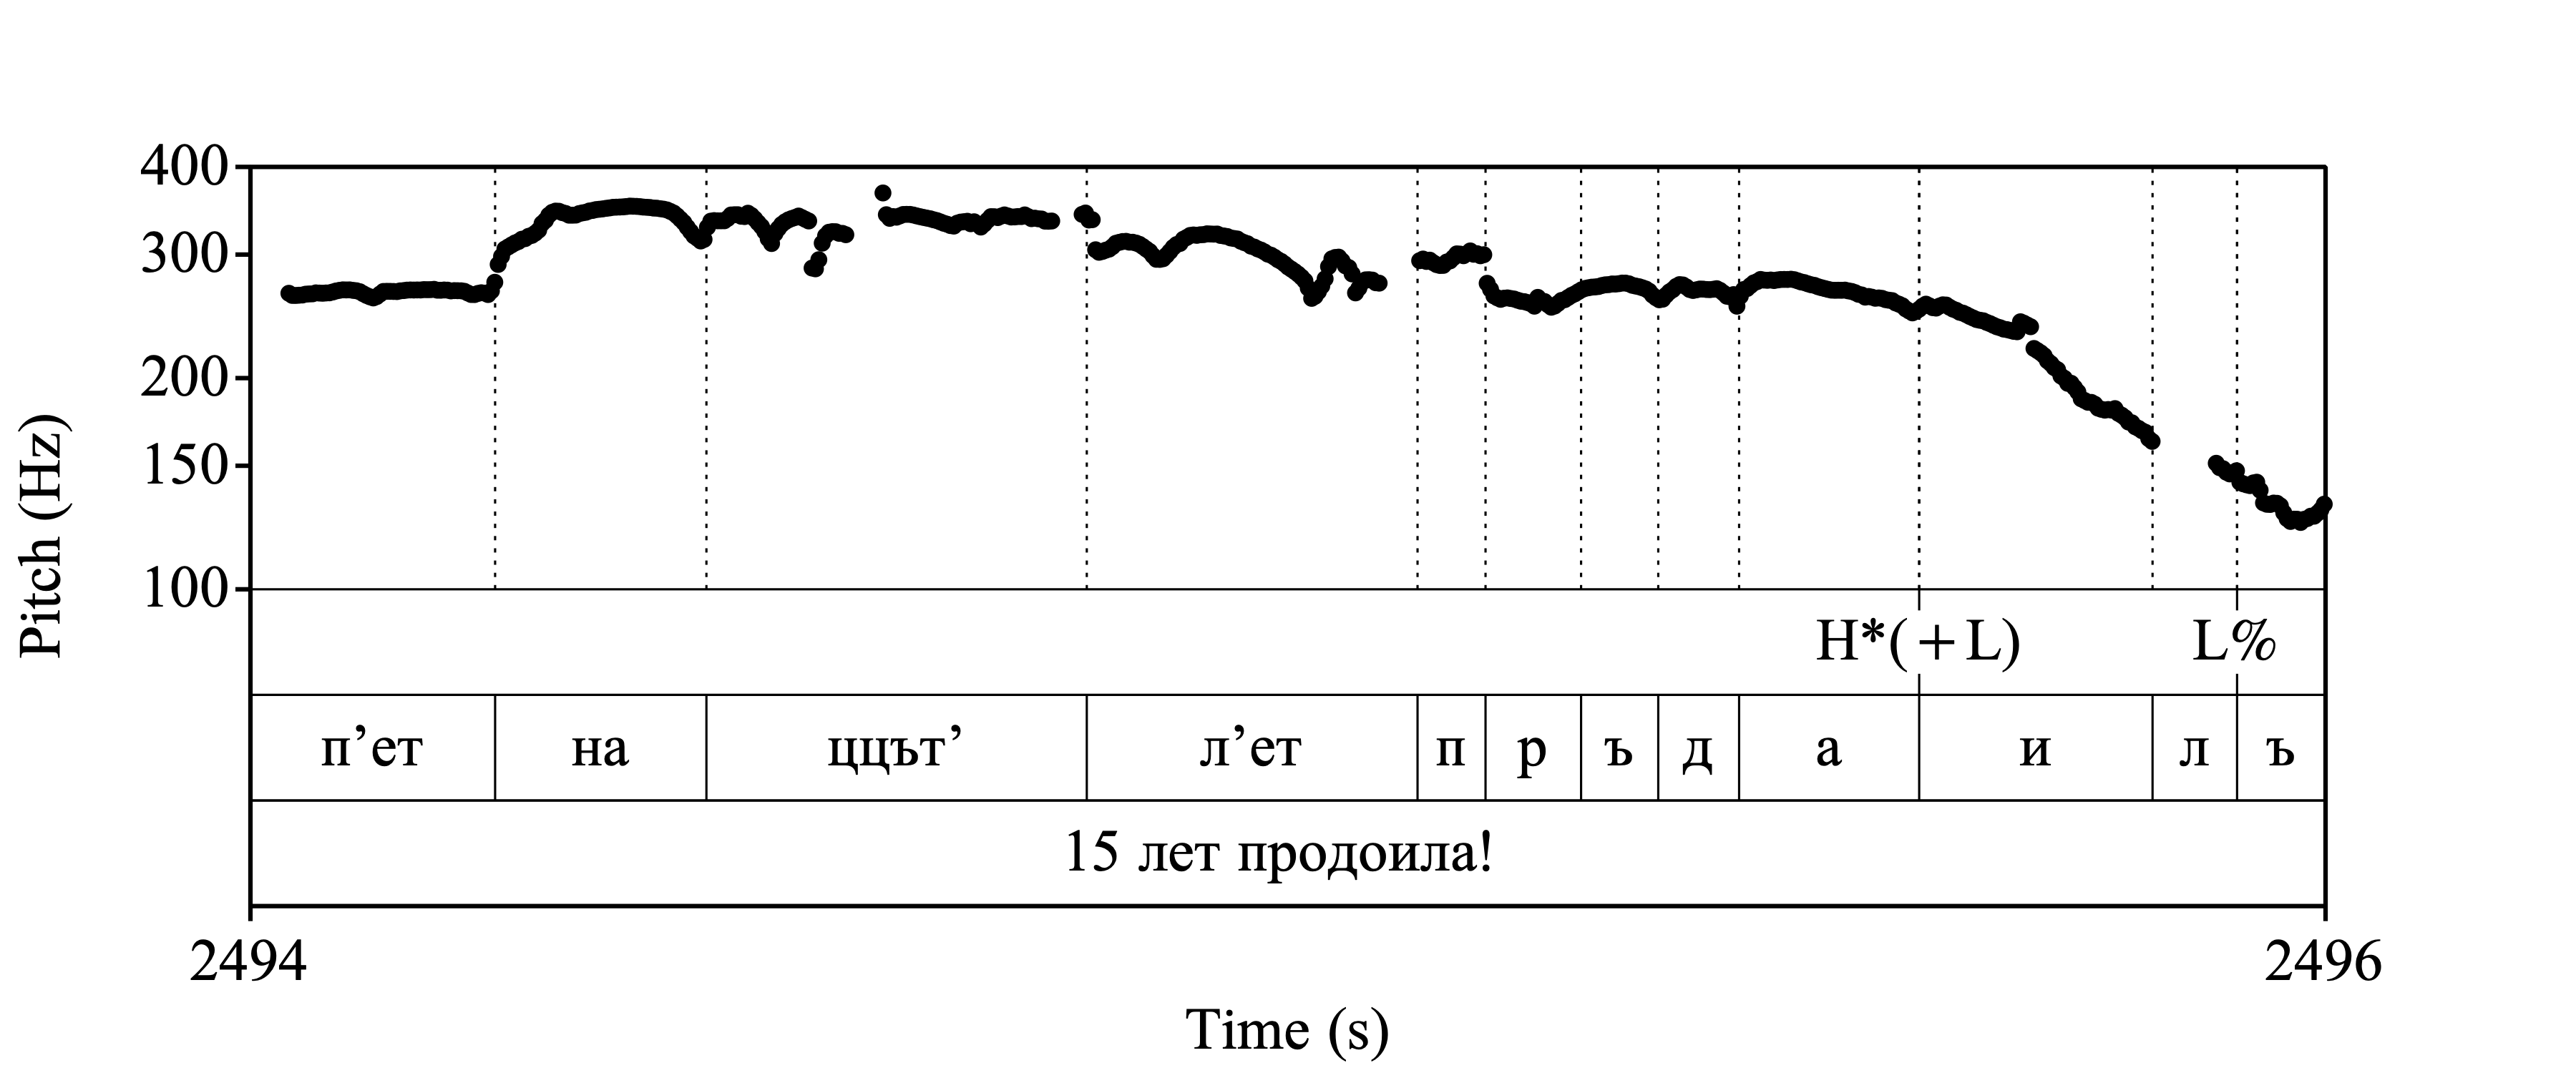 400
300
200
150
100
Pitch (Hz)
H*(+L) L%
п’ет на ццът’ л’ет п р ъ д а и л ъ
15 лет продоила!
2494 2496
Time (s)